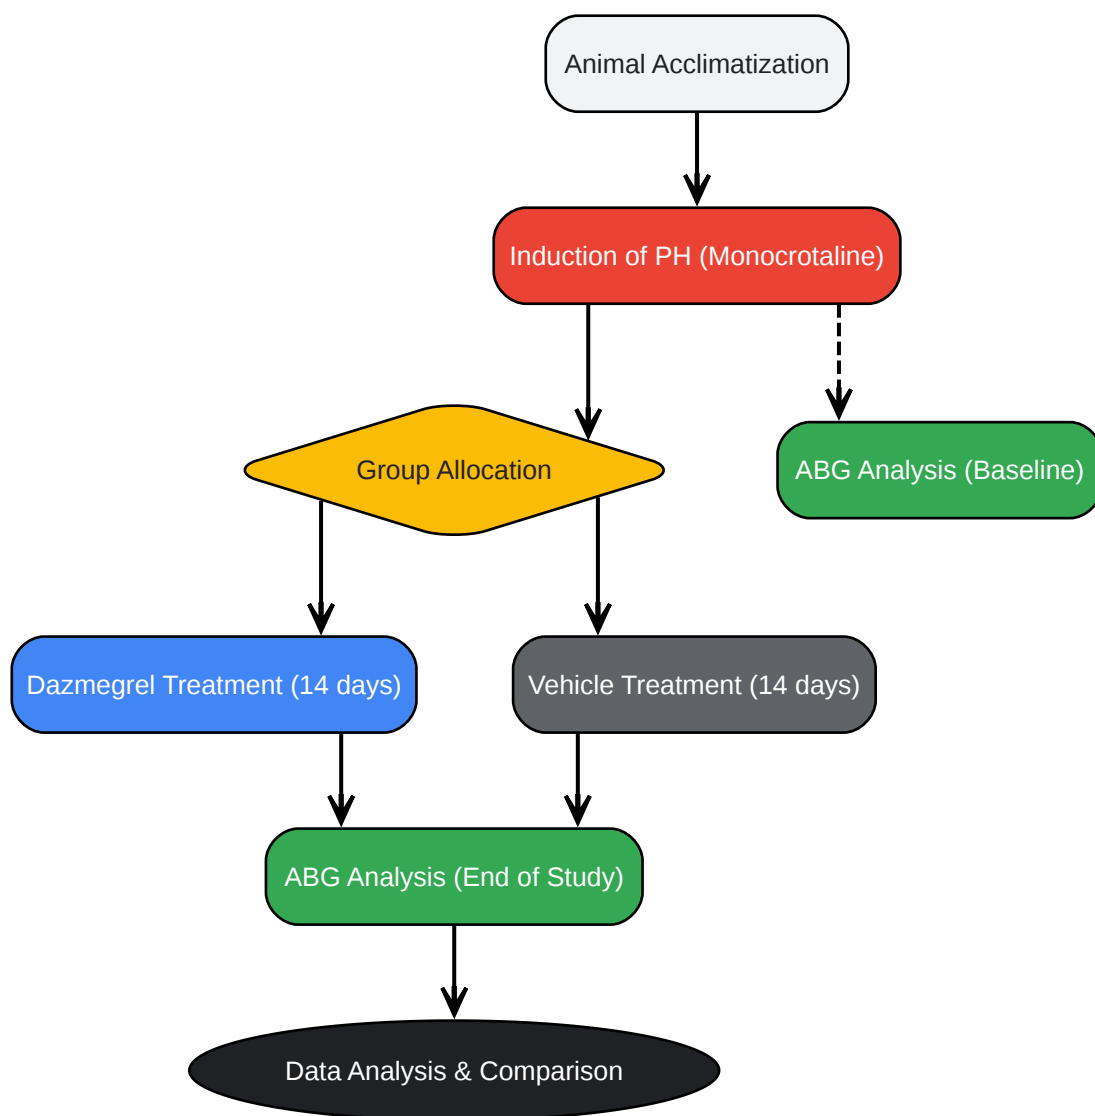 Animal Acclimatization
Induction of PH (Monocrotaline)
Group Allocation
ABG Analysis (Baseline)
Dazmegrel Treatment (14 days)
Vehicle Treatment (14 days)
ABG Analysis (End of Study)
Data Analysis & Comparison